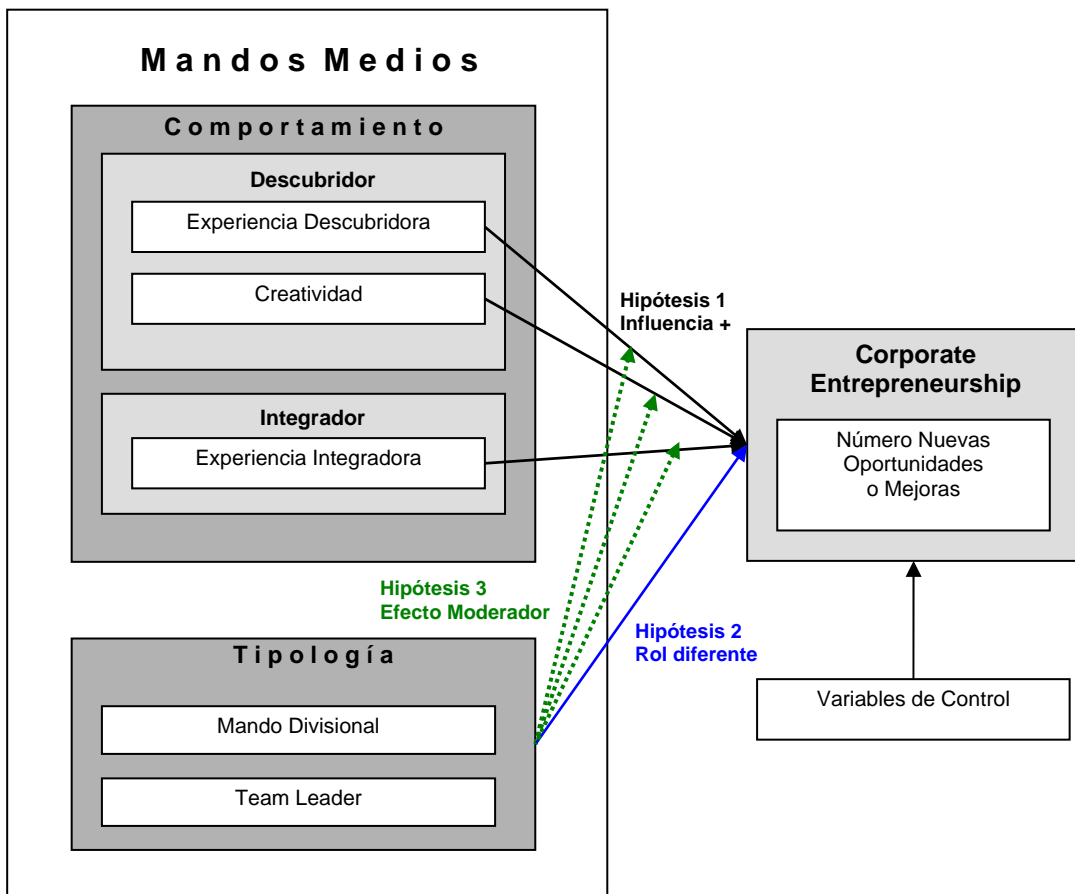 Mandos Medios
Comportamiento
Descubridor
Experiencia Descubridora
Creatividad
Integrador
Experiencia Integradora
Hipótesis 1
Influencia +
Corporate
Entrepreneurship
Número Nuevas
Oportunidades
o Mejoras
Hipótesis 3
Efecto Moderador
Hipótesis 2
Rol diferente
Variables de Control
Tipología
Mando Divisional
Team Leader